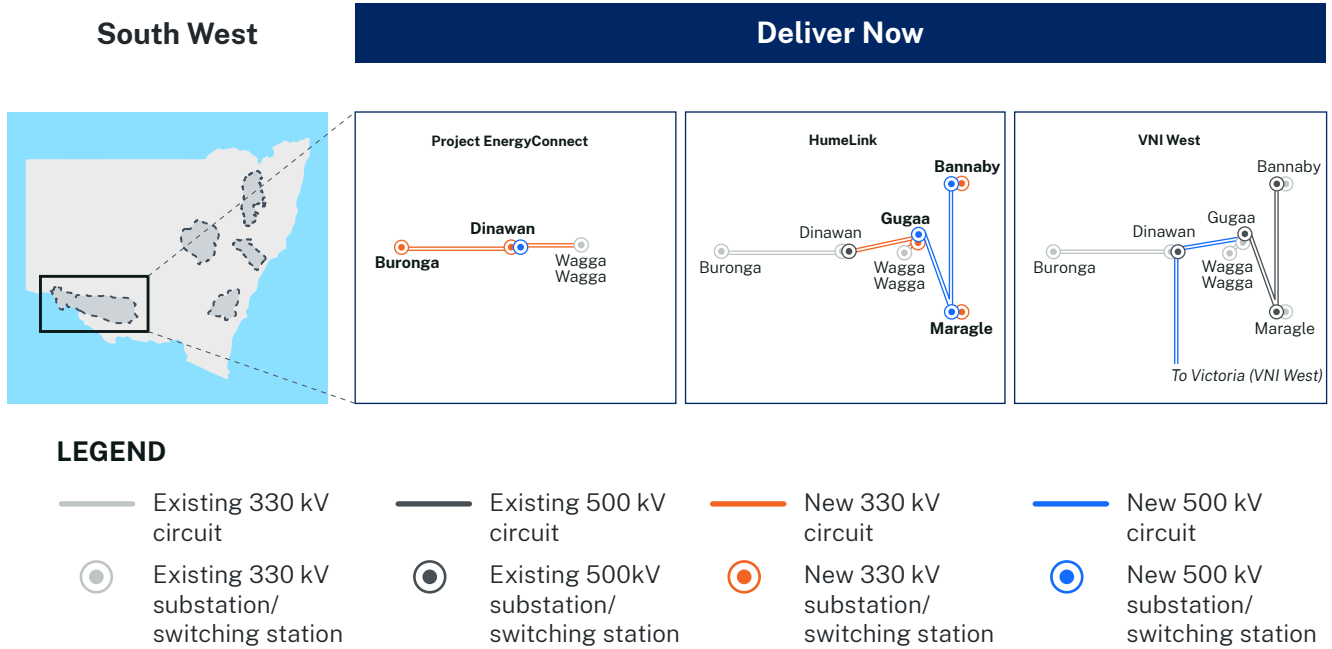 South West
Deliver Now
Project EnergyConnect
Buronga
Dinawan
Wagga
Wagga
HumeLink
Buronga
Dinawan
Gugaa
Wagga
Wagga
Bannaby
Maragle
VNI West
Buronga
Dinawan
Gugaa
Wagga
Wagga
Bannaby
Maragle
To Victoria (VNI West)
LEGEND
Existing 330 kV
circuit
Existing 500 kV
circuit
New 330 kV
circuit
New 500 kV
circuit
Existing 330 kV
substation/
switching station
Existing 500kV
substation/
switching station
New 330 kV
substation/
switching station
New 500 kV
substation/
switching station